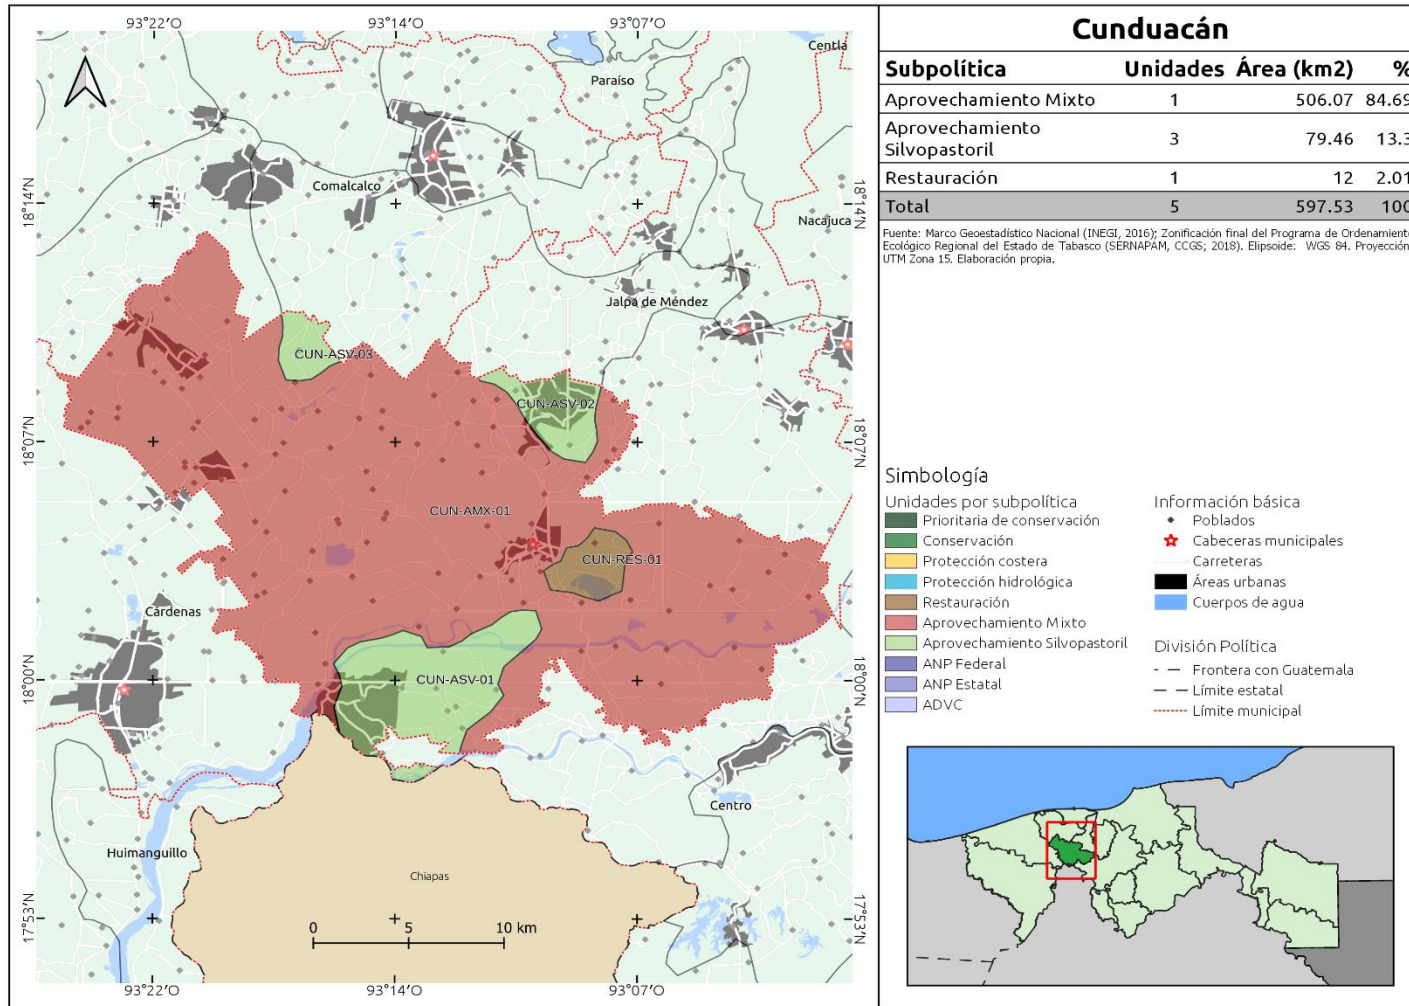 93°22′O
93°14′O
93°07′O
Centla
Paraíso
Comalcalco
18°14′N
18°14′N
Nacajuca
Jalpa de Méndez
CUN-ASV-03
CUN-ASV-02
18°07′N
18°07′N
CUN-AMX-01
CUN-RES-01
Cárdenas
CUN-ASV-01
18°00′N
18°00′N
Centro
Huimanguillo
Chiapas
17°53′N
17°53′N
0 5 10 km
93°22′O
93°14′O
93°07′O
Cunduacán
Subpolítica Unidades Área (km2) %
Aprovechamiento Mixto 1 506.07 84.69
Aprovechamiento
Silvopastoril 3 79.46 13.3
Restauración 1 12 2.01
Total 5 597.53 100
Fuente: Marco Geoestadístico Nacional (INEGI, 2016); Zonificación final del Programa de Ordenamiento
Ecológico Regional del Estado de Tabasco (SERNAPAM, CCGS; 2018). Elipsoide: WGS 84. Proyección
UTM Zona 15. Elaboración propia.
Simbología
Unidades por subpolítica
Prioritaria de conservación
Conservación
Protección costera
Protección hidrológica
Restauración
Aprovechamiento Mixto
Aprovechamiento Silvopastoril
ANP Federal
ANP Estatal
ADVC
Información básica
Poblados
Cabeceras municipales
Carreteras
Áreas urbanas
Cuerpos de agua
División Política
Frontera con Guatemala
Límite estatal
Límite municipal